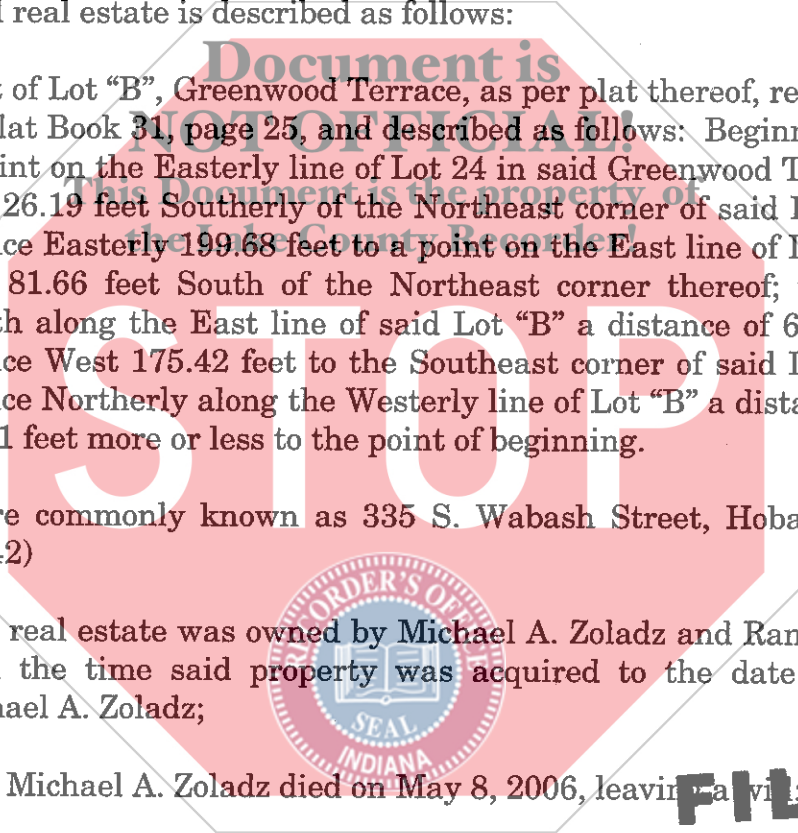 l real estate is described as follows:
Document is
t of Lot “B”, Greenwood Terrace, as per plat thereof, re
NOT OFFICIAL!
lat Book 31, page 25, and described as follows: Beginn
int on the Easterly line of Lot 24 in said Greenwood T
This Document is the property of
26.19 feet Southerly of the Northeast corner of said
the Lake County Recorder!
ce Easterly 199.68 feet to a point on the East line of
81.66 feet South of the Northeast corner thereof;
th along the East line of said Lot “B” a distance of 6
ce West 175.42 feet to the Southeast corner of said
ce Northerly along the Westerly line of Lot “B” a dista
1 feet more or less to the point of beginning.
STOP
re commonly known as 335 S. Wabash Street, Hoba
42)
real estate was owned by Michael A. Zoladz and Ran
the time said property was acquired to the date
hael A. Zoladz;
RECORDER'S OFFICE
SEAL
INDIANA
Michael A. Zoladz died on May 8, 2006, leaving a will
FIL